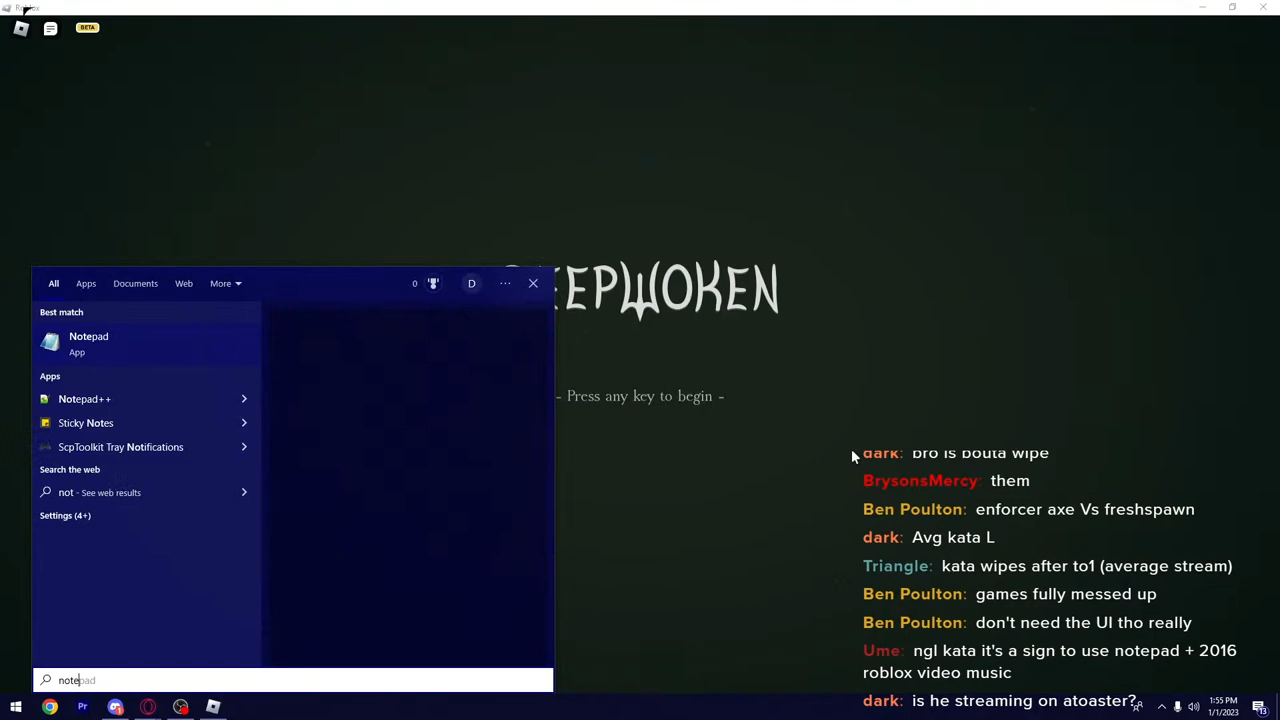 Roblox
BETA
DEEPWOKEN
- Press any key to begin -
All Apps Documents Web More 0 D ...
Best match
Notepad
App
Apps
Notepad++
Sticky Notes
ScpToolkit Tray Notifications
Search the web
not - See web results
Settings (4+)
notepad
dark: bro is bouta wipe
BrysonsMercy: them
Ben Poulton: enforcer axe Vs freshspawn
dark: Avg kata L
Triangle: kata wipes after to1 (average stream)
Ben Poulton: games fully messed up
Ben Poulton: don't need the UI tho really
Ume: ngl kata it's a sign to use notepad + 2016
roblox video music
dark: is he streaming on atoaster?
Pr
1:55 PM
1/1/2023
13